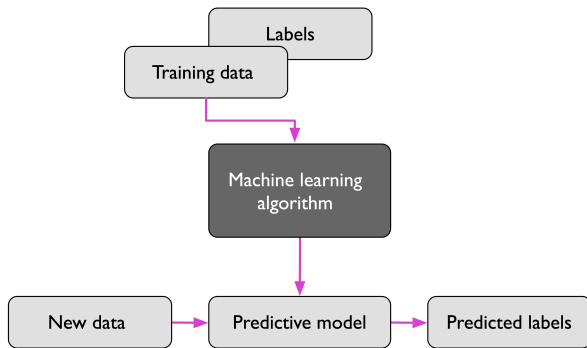 Labels
Training data
Machine learning
algorithm
New data
Predictive model
Predicted labels